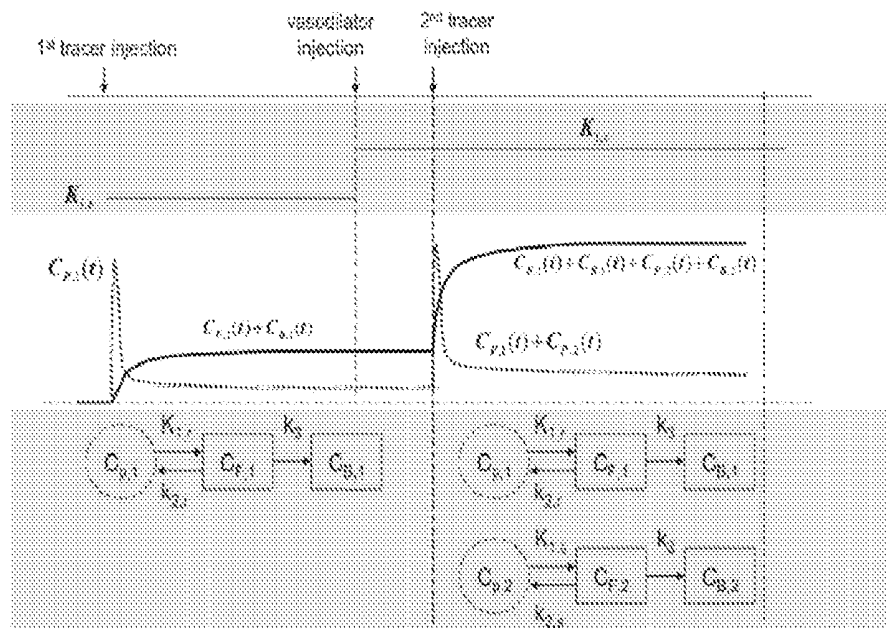 1st tracer injection
vasodilator
injection
2nd tracer
injection
K1,s
K1,r
CP,1(t)
CF,1(t)+CB,1(t)
CF,1(t)+CB,1(t)+CF,2(t)+CB,2(t)
CP,1(t)+CP,2(t)
K1,r
k3
Cp,1
CF,1
CB,1
k2,r
K1,r
k3
Cp,1
CF,1
CB,1
k2,r
K1,s
k3
Cp,2
CF,2
CB,2
k2,s